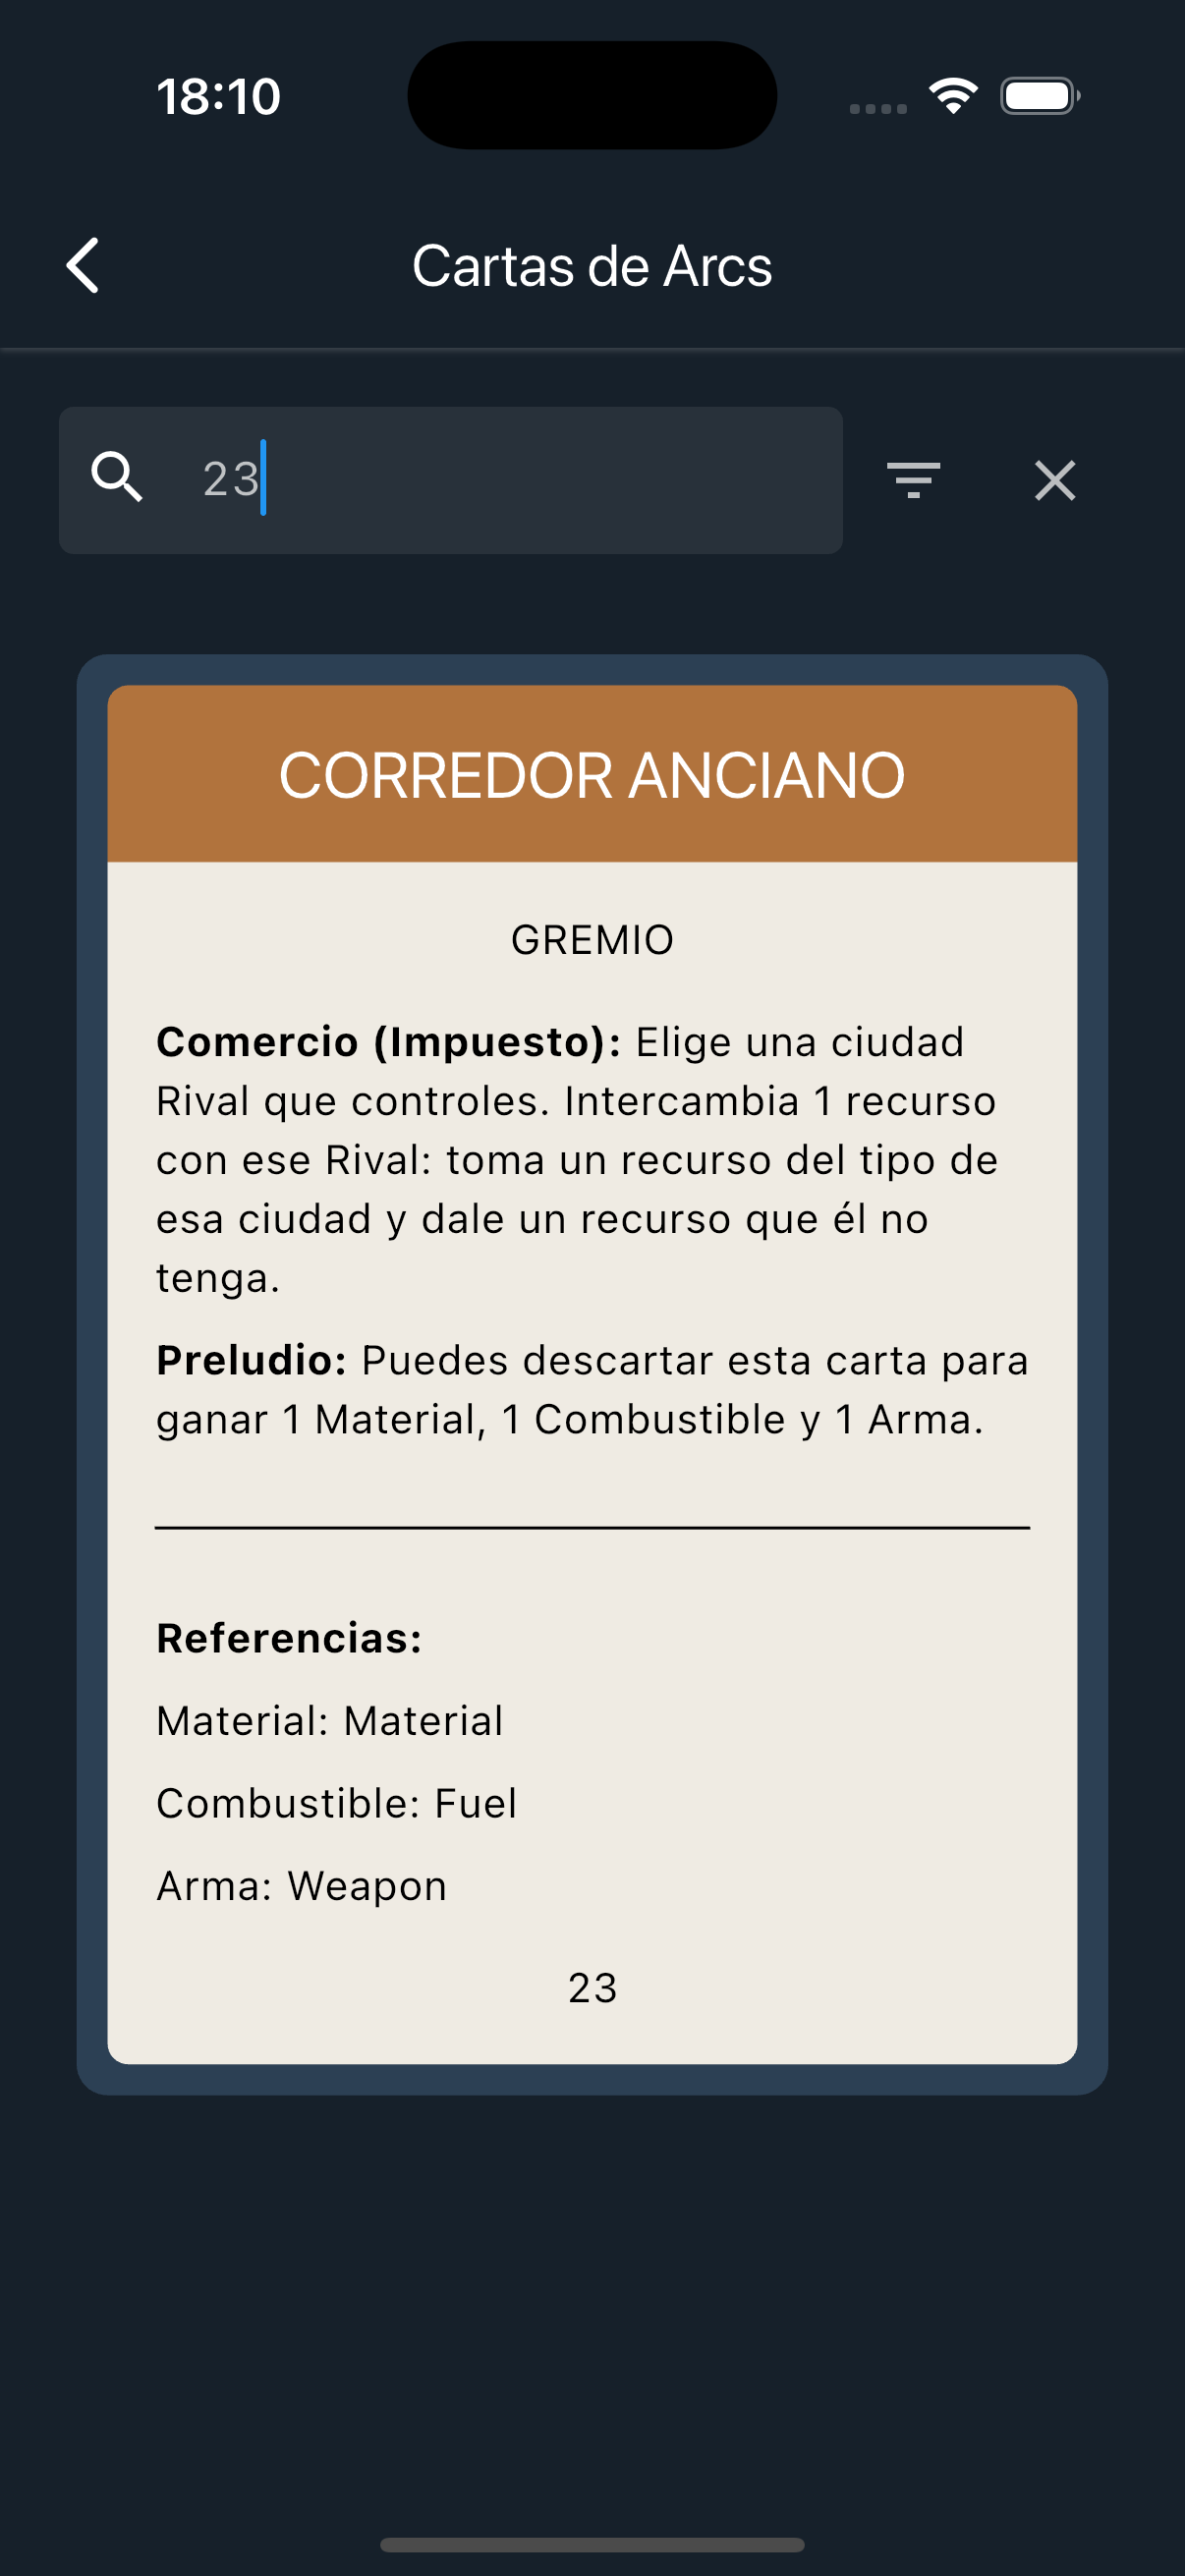 18:10
Cartas de Arcs
23
CORREDOR ANCIANO
GREMIO
Comercio (Impuesto): Elige una ciudad
Rival que controles. Intercambia 1 recurso
con ese Rival: toma un recurso del tipo de
esa ciudad y dale un recurso que él no
tenga.
Preludio: Puedes descartar esta carta para
ganar 1 Material, 1 Combustible y 1 Arma.
Referencias:
Material: Material
Combustible: Fuel
Arma: Weapon
23